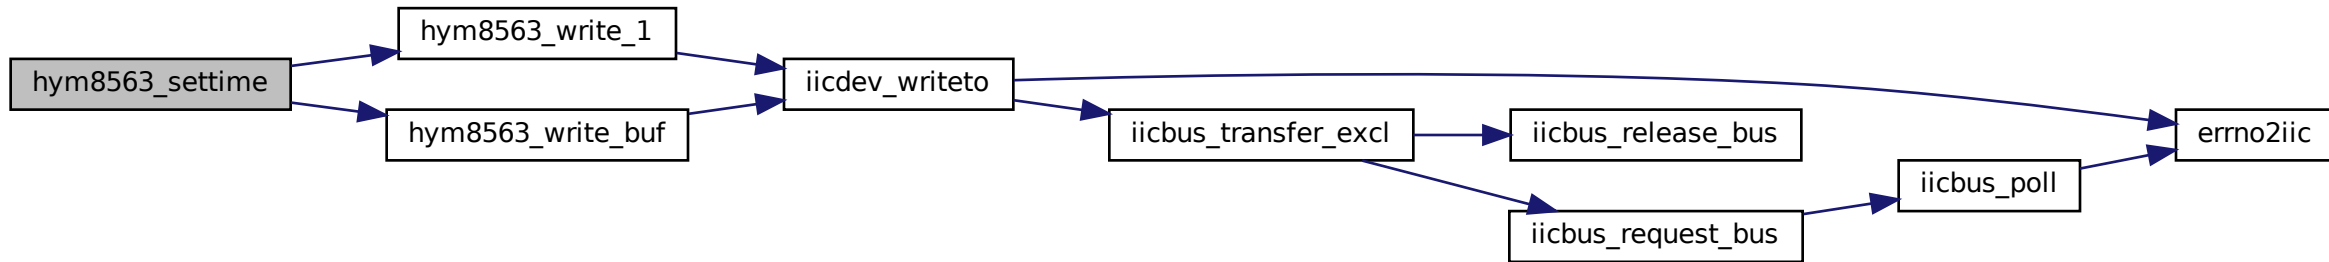 hym8563_settime
hym8563_write_1
hym8563_write_buf
iicdev_writeto
iicbus_transfer_excl
iicbus_release_bus
iicbus_request_bus
iicbus_poll
errno2iic